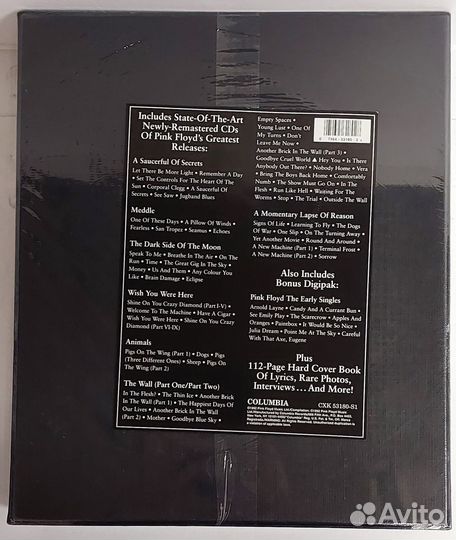 Includes State-Of-The-Art
Newly-Remastered CDs
Of Pink Floyd's Greatest
Releases:
A Saucerful Of Secrets
Let There Be More Light • Remember A Day
• Set The Controls For The Heart Of The
Sun • Corporal Clegg • A Saucerful Of
Secrets • See Saw • Jugband Blues
Meddle
One Of These Days • A Pillow Of Winds •
Fearless • San Tropez • Seamus • Echoes
The Dark Side Of The Moon
Speak To Me • Breathe In The Air • On The
Run • Time • The Great Gig In The Sky •
Money • Us And Them • Any Colour You
Like • Brain Damage • Eclipse
Wish You Were Here
Shine On You Crazy Diamond (Part I-V) •
Welcome To The Machine • Have A Cigar •
Wish You Were Here • Shine On You Crazy
Diamond (Part VI-IX)
Animals
Pigs On The Wing (Part 1) • Dogs • Pigs
(Three Different Ones) • Sheep • Pigs On
The Wing (Part 2)
The Wall (Part One/Part Two)
In The Flesh? • The Thin Ice • Another Brick
In The Wall (Part 1) • The Happiest Days Of
Our Lives • Another Brick In The Wall
(Part 2) • Mother • Goodbye Blue Sky •
Empty Spaces •
Young Lust • One Of
My Turns • Don't
Leave Me Now •
Another Brick In The Wall (Part 3) •
Goodbye Cruel World ▲ Hey You • Is There
Anybody Out There? • Nobody Home • Vera
• Bring The Boys Back Home • Comfortably
Numb • The Show Must Go On • In The
Flesh • Run Like Hell • Waiting For The
Worms • Stop • The Trial • Outside The Wall
A Momentary Lapse Of Reason
Signs Of Life • Learning To Fly • The Dogs
Of War • One Slip • On The Turning Away •
Yet Another Movie • Round And Around •
A New Machine (Part 1) • Terminal Frost •
A New Machine (Part 2) • Sorrow
Also Includes
Bonus Digipak:
Pink Floyd The Early Singles
Arnold Layne • Candy And A Currant Bun •
See Emily Play • The Scarecrow • Apples And
Oranges • Paintbox • It Would Be So Nice •
Julia Dream • Point Me At The Sky • Careful
With That Axe, Eugene
Plus
112-Page Hard Cover Book
Of Lyrics, Rare Photos,
Interviews . . . And More!
COLUMBIA
CXK 53180-S1
Avito